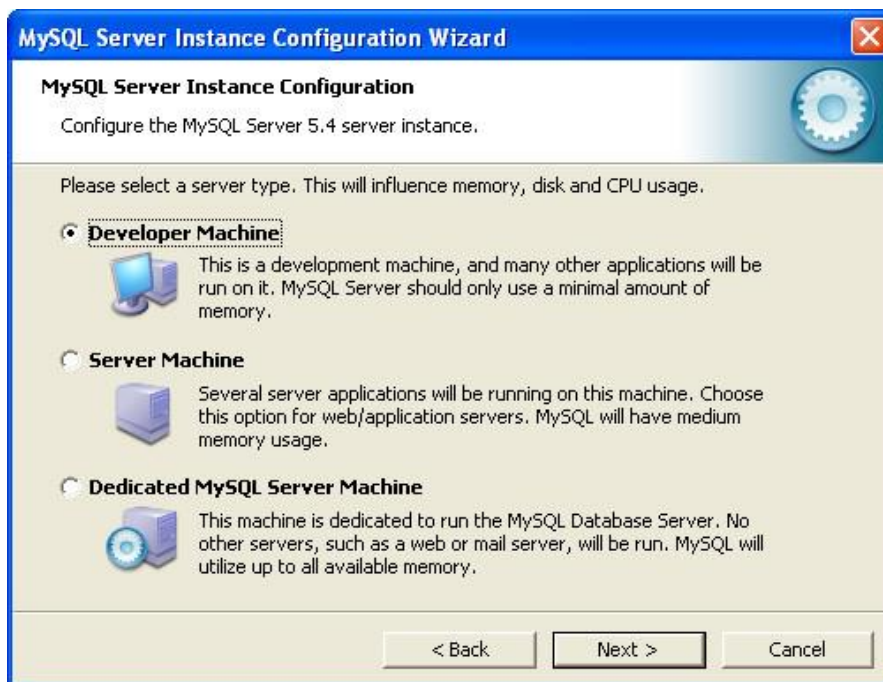 MySQL Server Instance Configuration Wizard
MySQL Server Instance Configuration
Configure the MySQL Server 5.4 server instance.
Please select a server type. This will influence memory, disk and CPU usage.
Developer Machine
This is a development machine, and many other applications will be
run on it. MySQL Server should only use a minimal amount of
memory.
Server Machine
Several server applications will be running on this machine. Choose
this option for web/application servers. MySQL will have medium
memory usage.
Dedicated MySQL Server Machine
This machine is dedicated to run the MySQL Database Server. No
other servers, such as a web or mail server, will be run. MySQL will
utilize up to all available memory.
< Back Next > Cancel